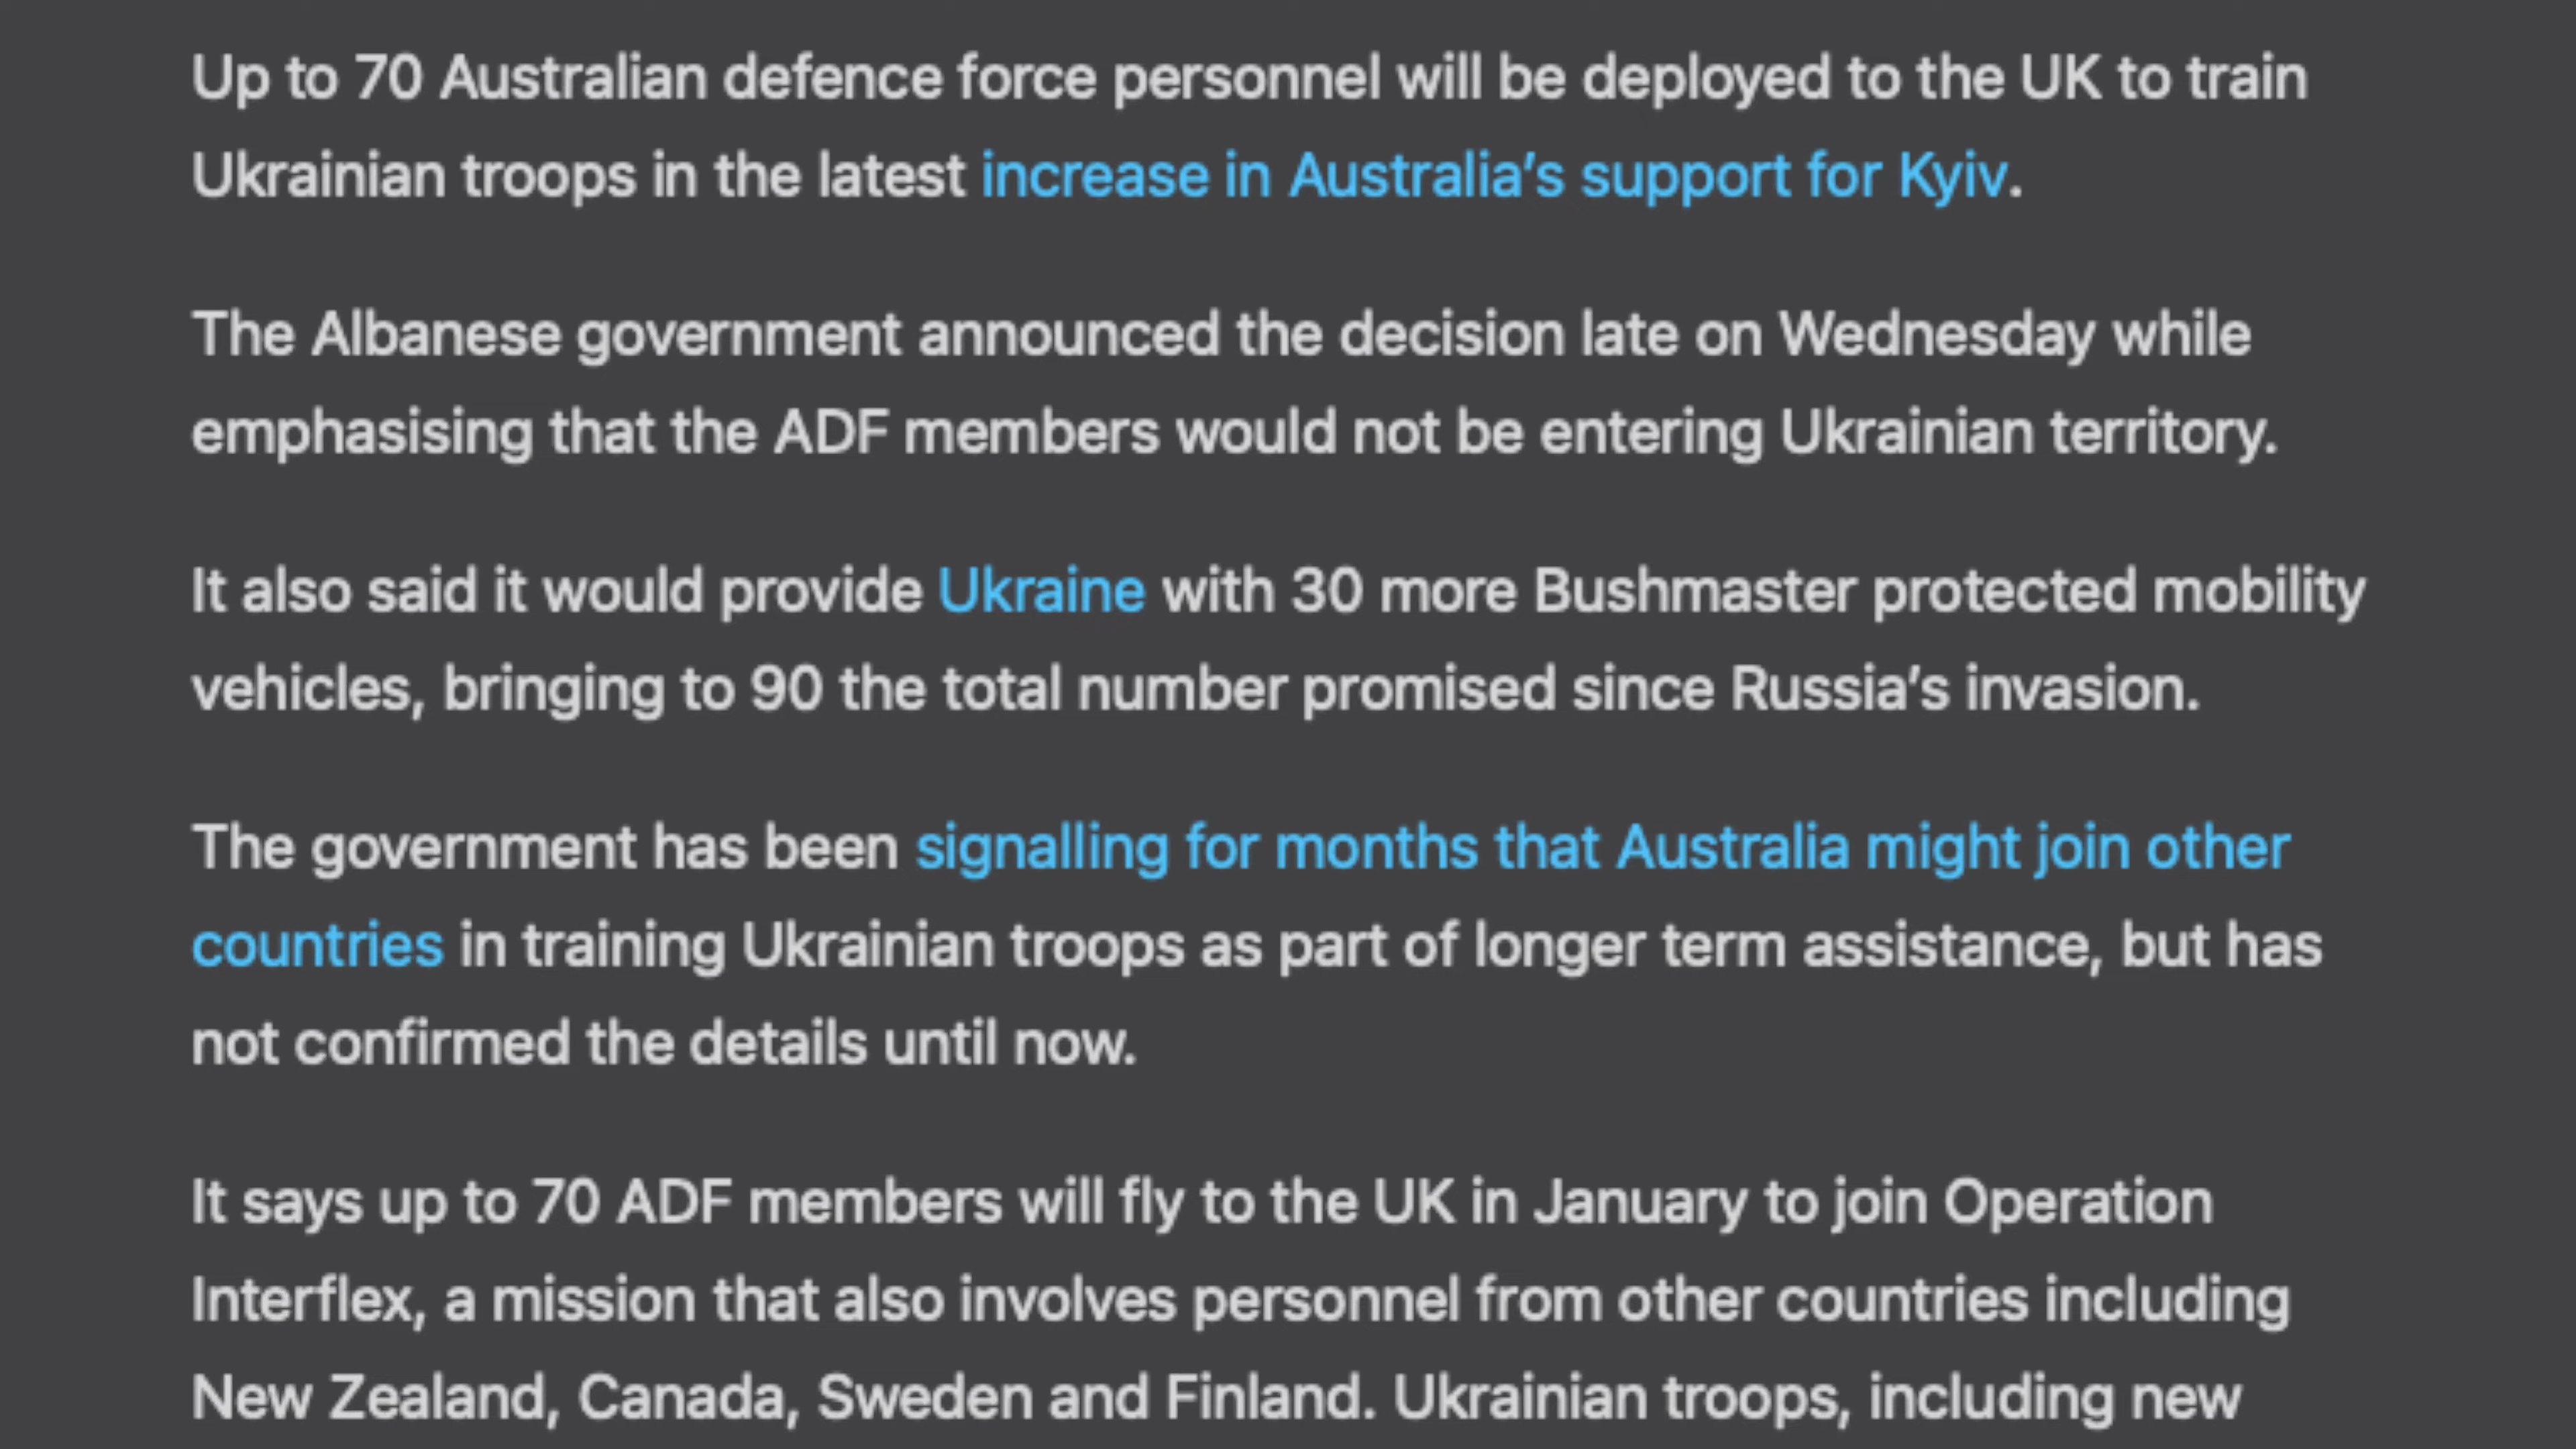 Up to 70 Australian defence force personnel will be deployed to the UK to train
Ukrainian troops in the latest increase in Australia’s support for Kyiv.
The Albanese government announced the decision late on Wednesday while
emphasising that the ADF members would not be entering Ukrainian territory.
It also said it would provide Ukraine with 30 more Bushmaster protected mobility
vehicles, bringing to 90 the total number promised since Russia’s invasion.
The government has been signalling for months that Australia might join other
countries in training Ukrainian troops as part of longer term assistance, but has
not confirmed the details until now.
It says up to 70 ADF members will fly to the UK in January to join Operation
Interflex, a mission that also involves personnel from other countries including
New Zealand, Canada, Sweden and Finland. Ukrainian troops, including new